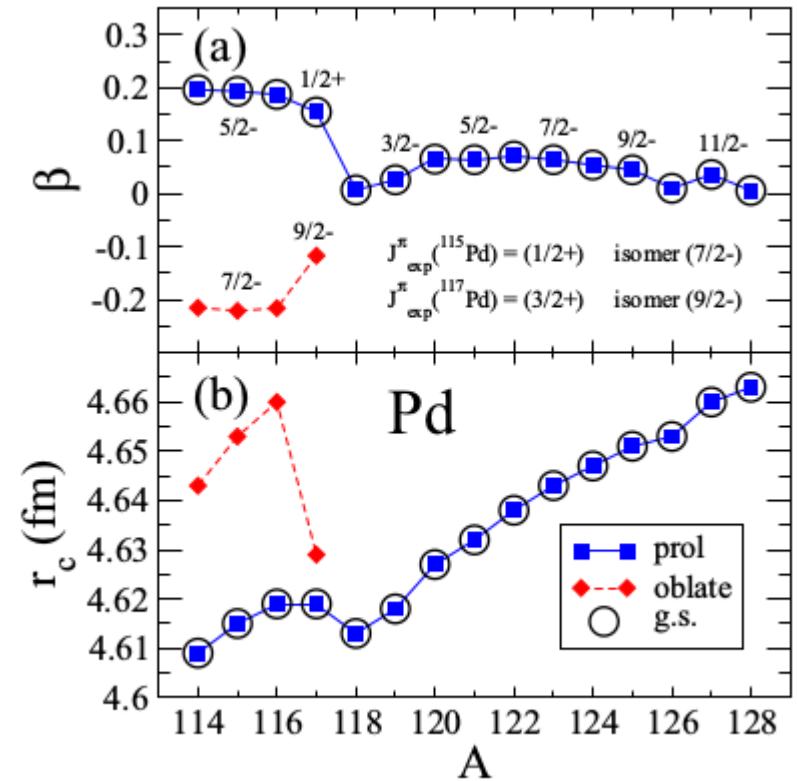 (a)
0.3
0.2
0.1
0
-0.1
-0.2
β
1/2+
5/2-
3/2-
5/2-
7/2-
9/2-
11/2-
9/2-
7/2-
J^π_exp(^115Pd) = (1/2+) isomer (7/2-)
J^π_exp(^117Pd) = (3/2+) isomer (9/2-)
(b)
Pd
4.66
4.65
4.64
4.63
4.62
4.61
4.6
r_c (fm)
prol
oblate
g.s.
114 116 118 120 122 124 126 128
A